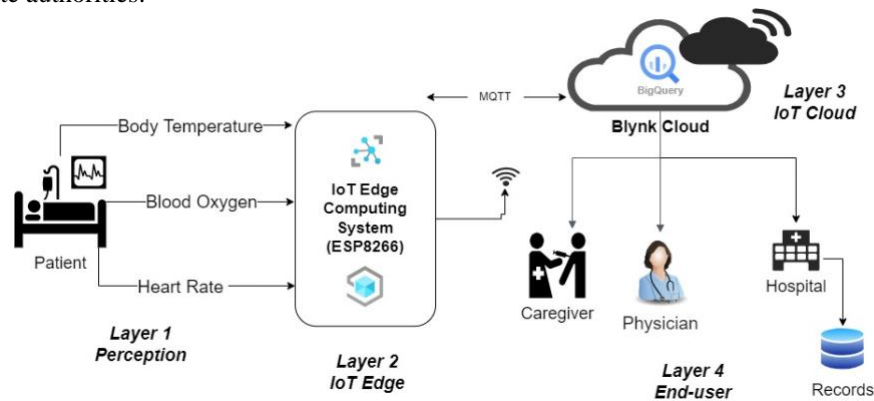 te authorities.
Body Temperature
Blood Oxygen
Heart Rate
Patient
Layer 1
Perception
IoT Edge
Computing
System
(ESP8266)
Layer 2
IoT Edge
MQTT
BigQuery
Blynk Cloud
Layer 3
IoT Cloud
Caregiver
Physician
Hospital
Records
Layer 4
End-user